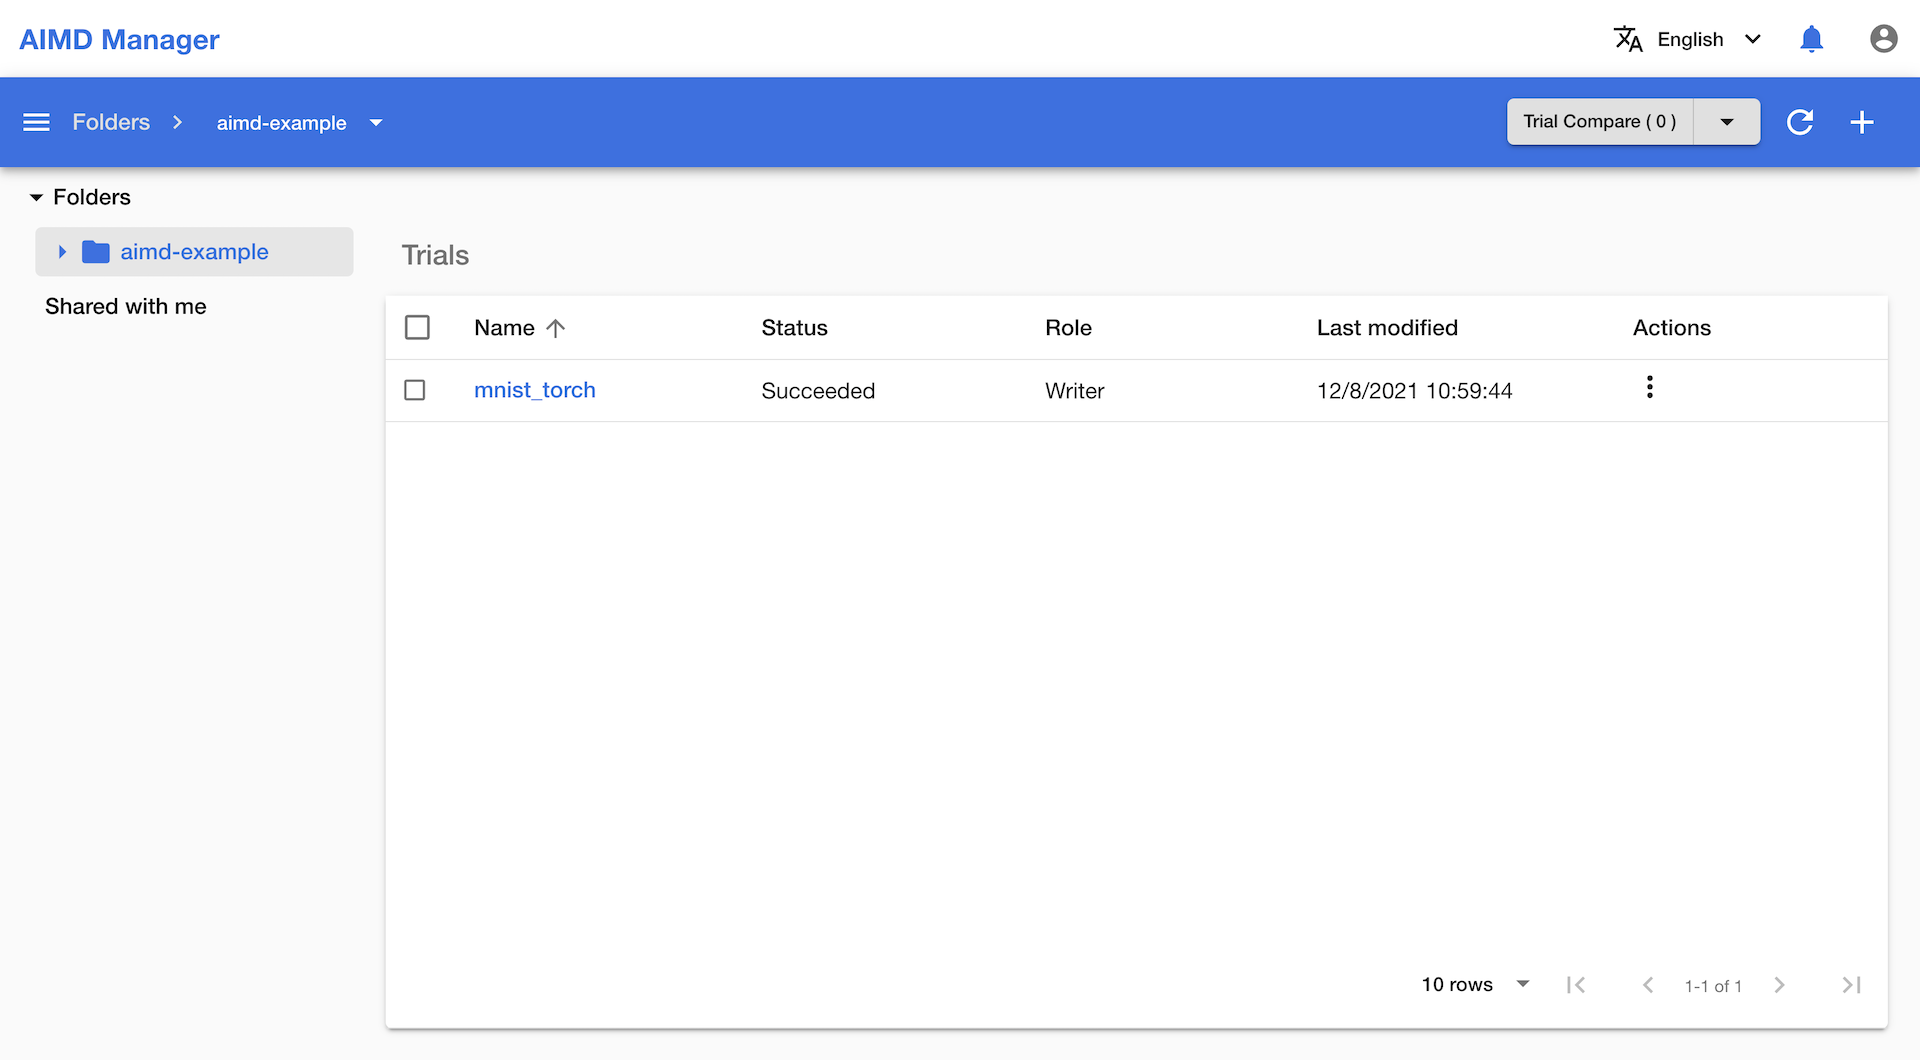 AIMD Manager
English
Folders
aimd-example
Trial Compare ( 0 )
Folders
aimd-example
Shared with me
Trials
Name Status Role Last modified Actions
mnist_torch Succeeded Writer 12/8/2021 10:59:44
10 rows 1-1 of 1